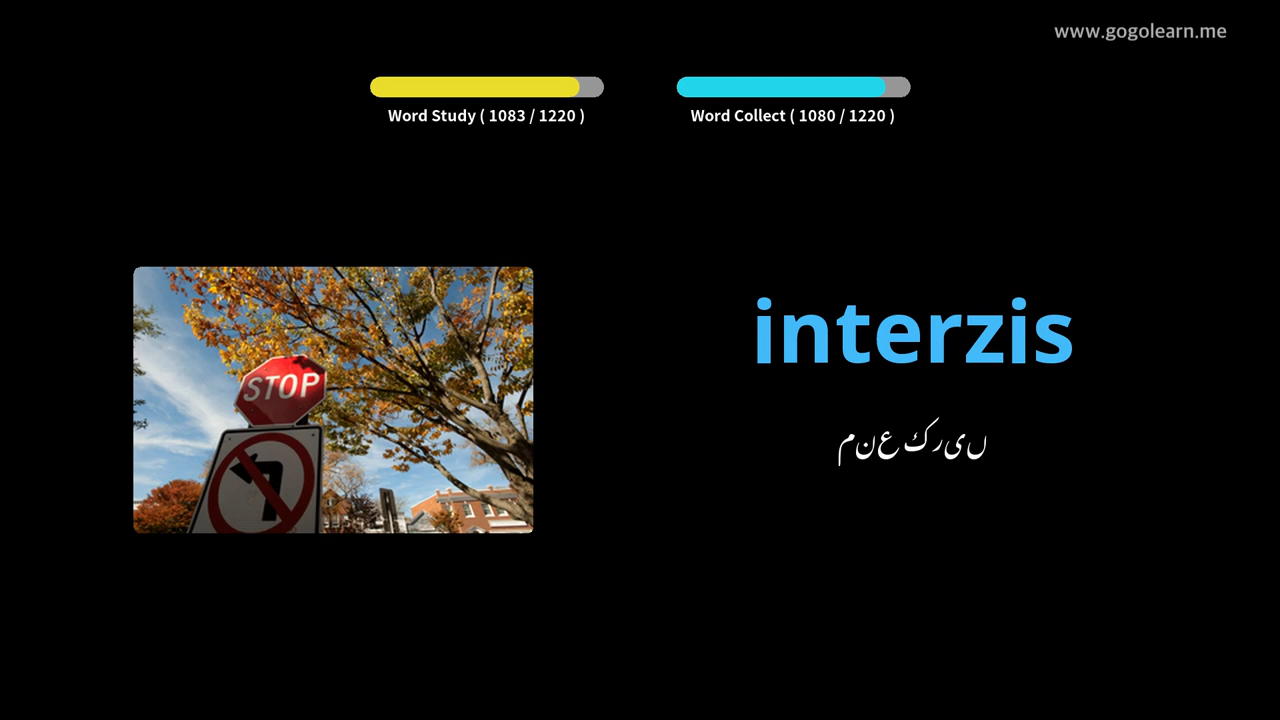 www.gogolearn.me
Word Study ( 1083 / 1220 )
Word Collect ( 1080 / 1220 )
STOP
interzis
منع کریں